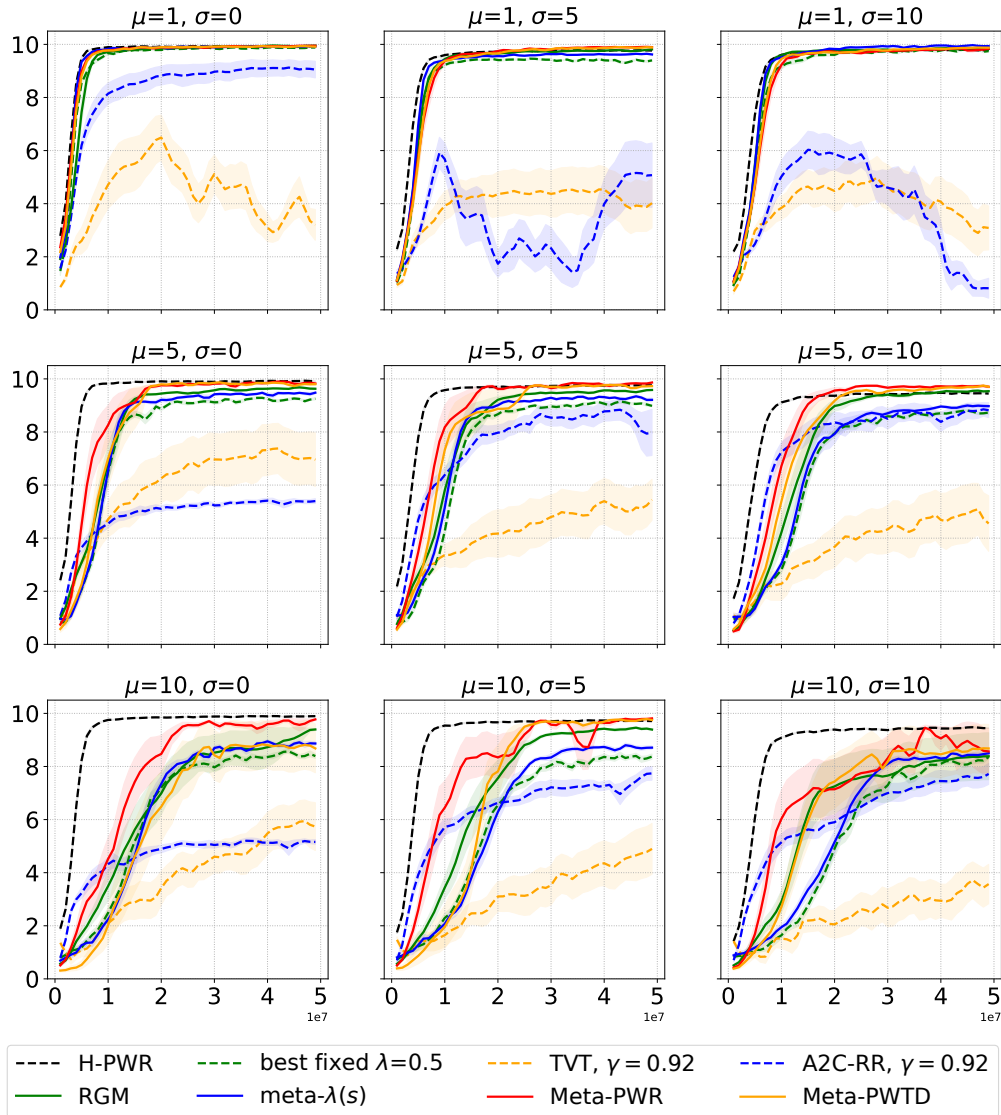 μ=1, σ=0
μ=1, σ=5
μ=1, σ=10
10
8
6
4
2
0
μ=5, σ=0
μ=5, σ=5
μ=5, σ=10
10
8
6
4
2
0
μ=10, σ=0
μ=10, σ=5
μ=10, σ=10
10
8
6
4
2
0
0 1 2 3 4 5
1e7
0 1 2 3 4 5
1e7
0 1 2 3 4 5
1e7
H-PWR
best fixed λ=0.5
TVT, γ = 0.92
A2C-RR, γ = 0.92
RGM
meta-λ(s)
Meta-PWR
Meta-PWTD